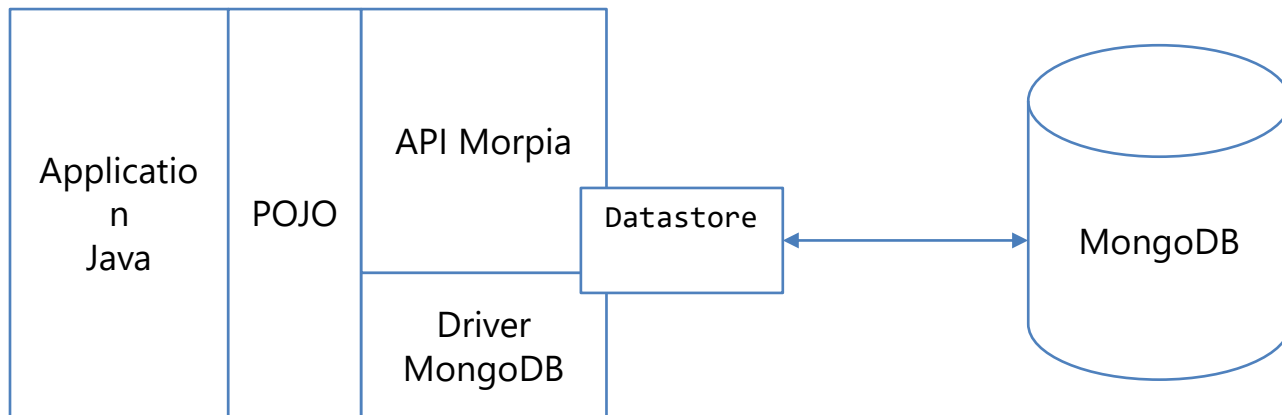 Applicatio
n
Java
POJO
API Morpia
Datastore
Driver
MongoDB
MongoDB